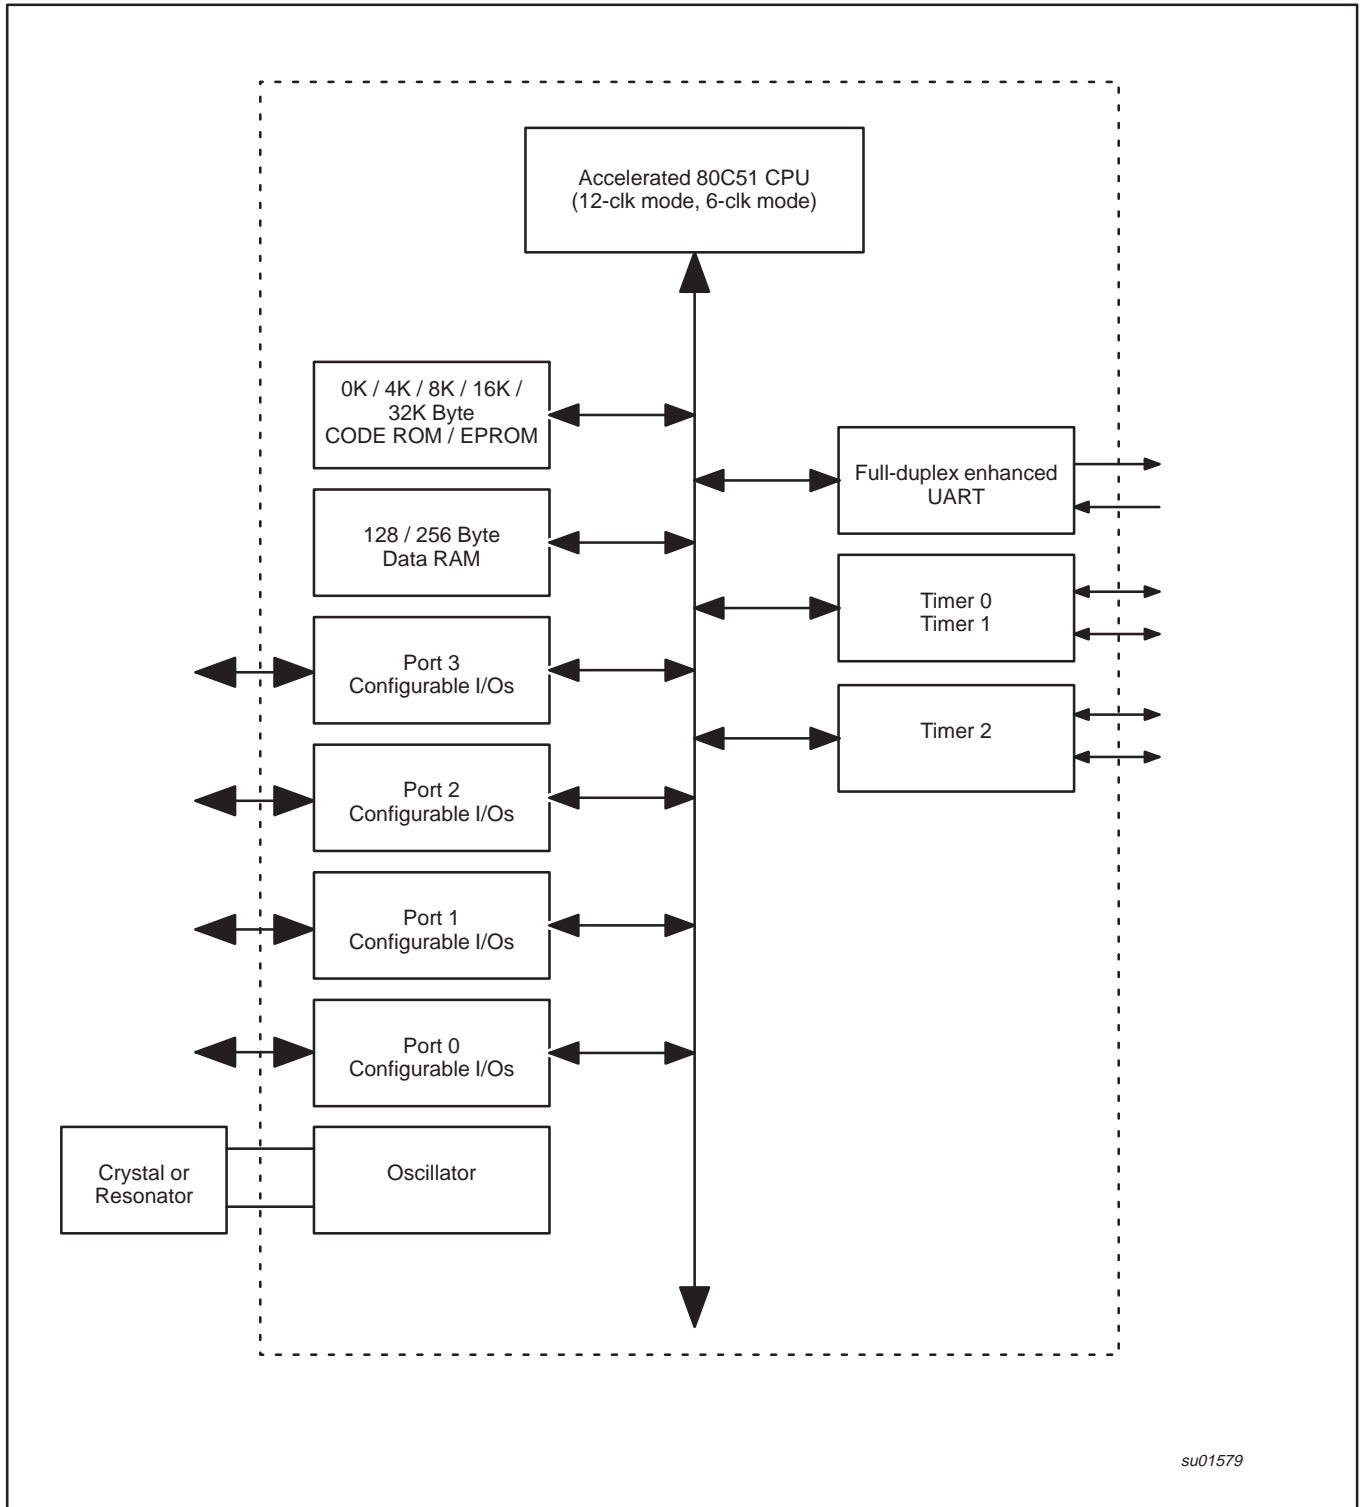 Accelerated 80C51 CPU
(12-clk mode, 6-clk mode)
0K / 4K / 8K / 16K /
32K Byte
CODE ROM / EPROM
Full-duplex enhanced
UART
128 / 256 Byte
Data RAM
Timer 0
Timer 1
Port 3
Configurable I/Os
Timer 2
Port 2
Configurable I/Os
Port 1
Configurable I/Os
Port 0
Configurable I/Os
Crystal or
Resonator
Oscillator
su01579